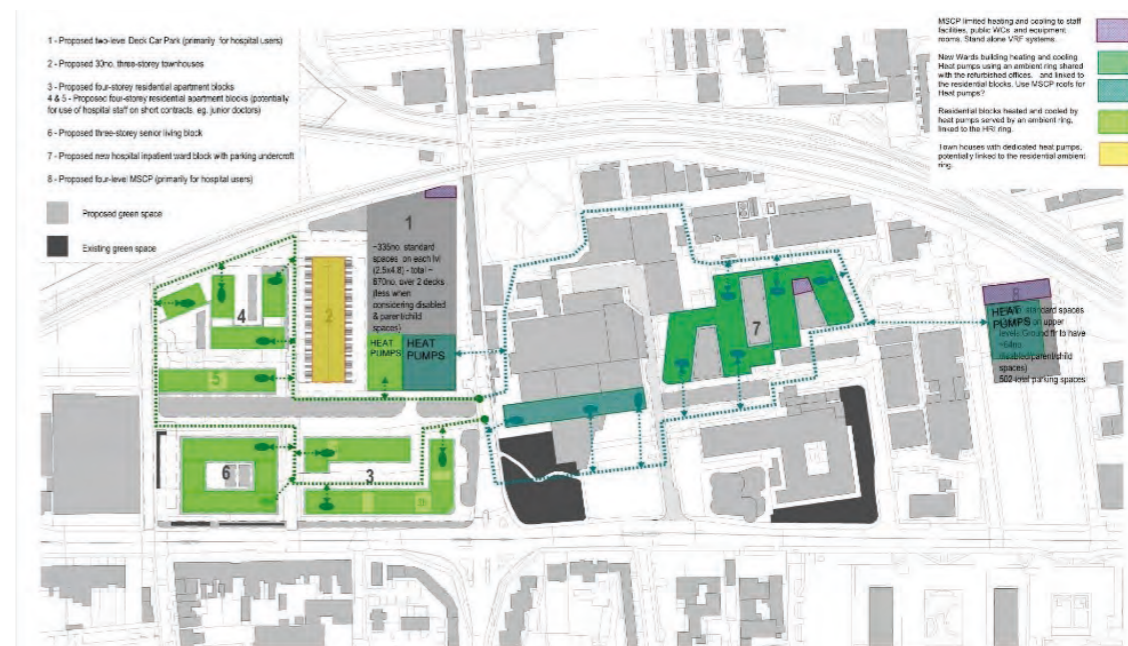 1 - Proposed two-level Deck Car Park (primarily for hospital users)
2 - Proposed 30no. three-storey townhouses
3 - Proposed four-storey residential apartment blocks
4 & 5 - Proposed four-storey residential apartment blocks (potentially
for use of hospital staff on short contracts, eg. junior doctors)
6 - Proposed three-storey senior living block
7 - Proposed new hospital inpatient ward block with parking undercroft
8 - Proposed four-level MSCP (primarily for hospital users)
Proposed green space
Existing green space
MSCP limited heating and cooling to staff
facilities, public WCs and equipment
rooms. Stand alone VRF systems.
New Wards building heating and cooling
Heat pumps using an ambient ring shared
with the refurbished offices. and linked to
the residential blocks. Use MSCP roofs for
Heat pumps?
Residential blocks heated and cooled by
heat pumps served by an ambient ring,
linked to the HRI ring.
Town houses with dedicated heat pumps,
potentially linked to the residential ambient
ring.
1
~335no. standard
spaces on each lvl
(2.5x4.8) - total ~
670no. over 2 decks
(less when
considering disabled
& parent/child
spaces)
HEAT
PUMPS
HEAT
PUMPS
2
4
5
6
3
7
8
standard spaces
HEAT
PUMPS
on upper
levels Ground flr to have
~64no
disabled/parent/child
spaces)
502 total parking spaces